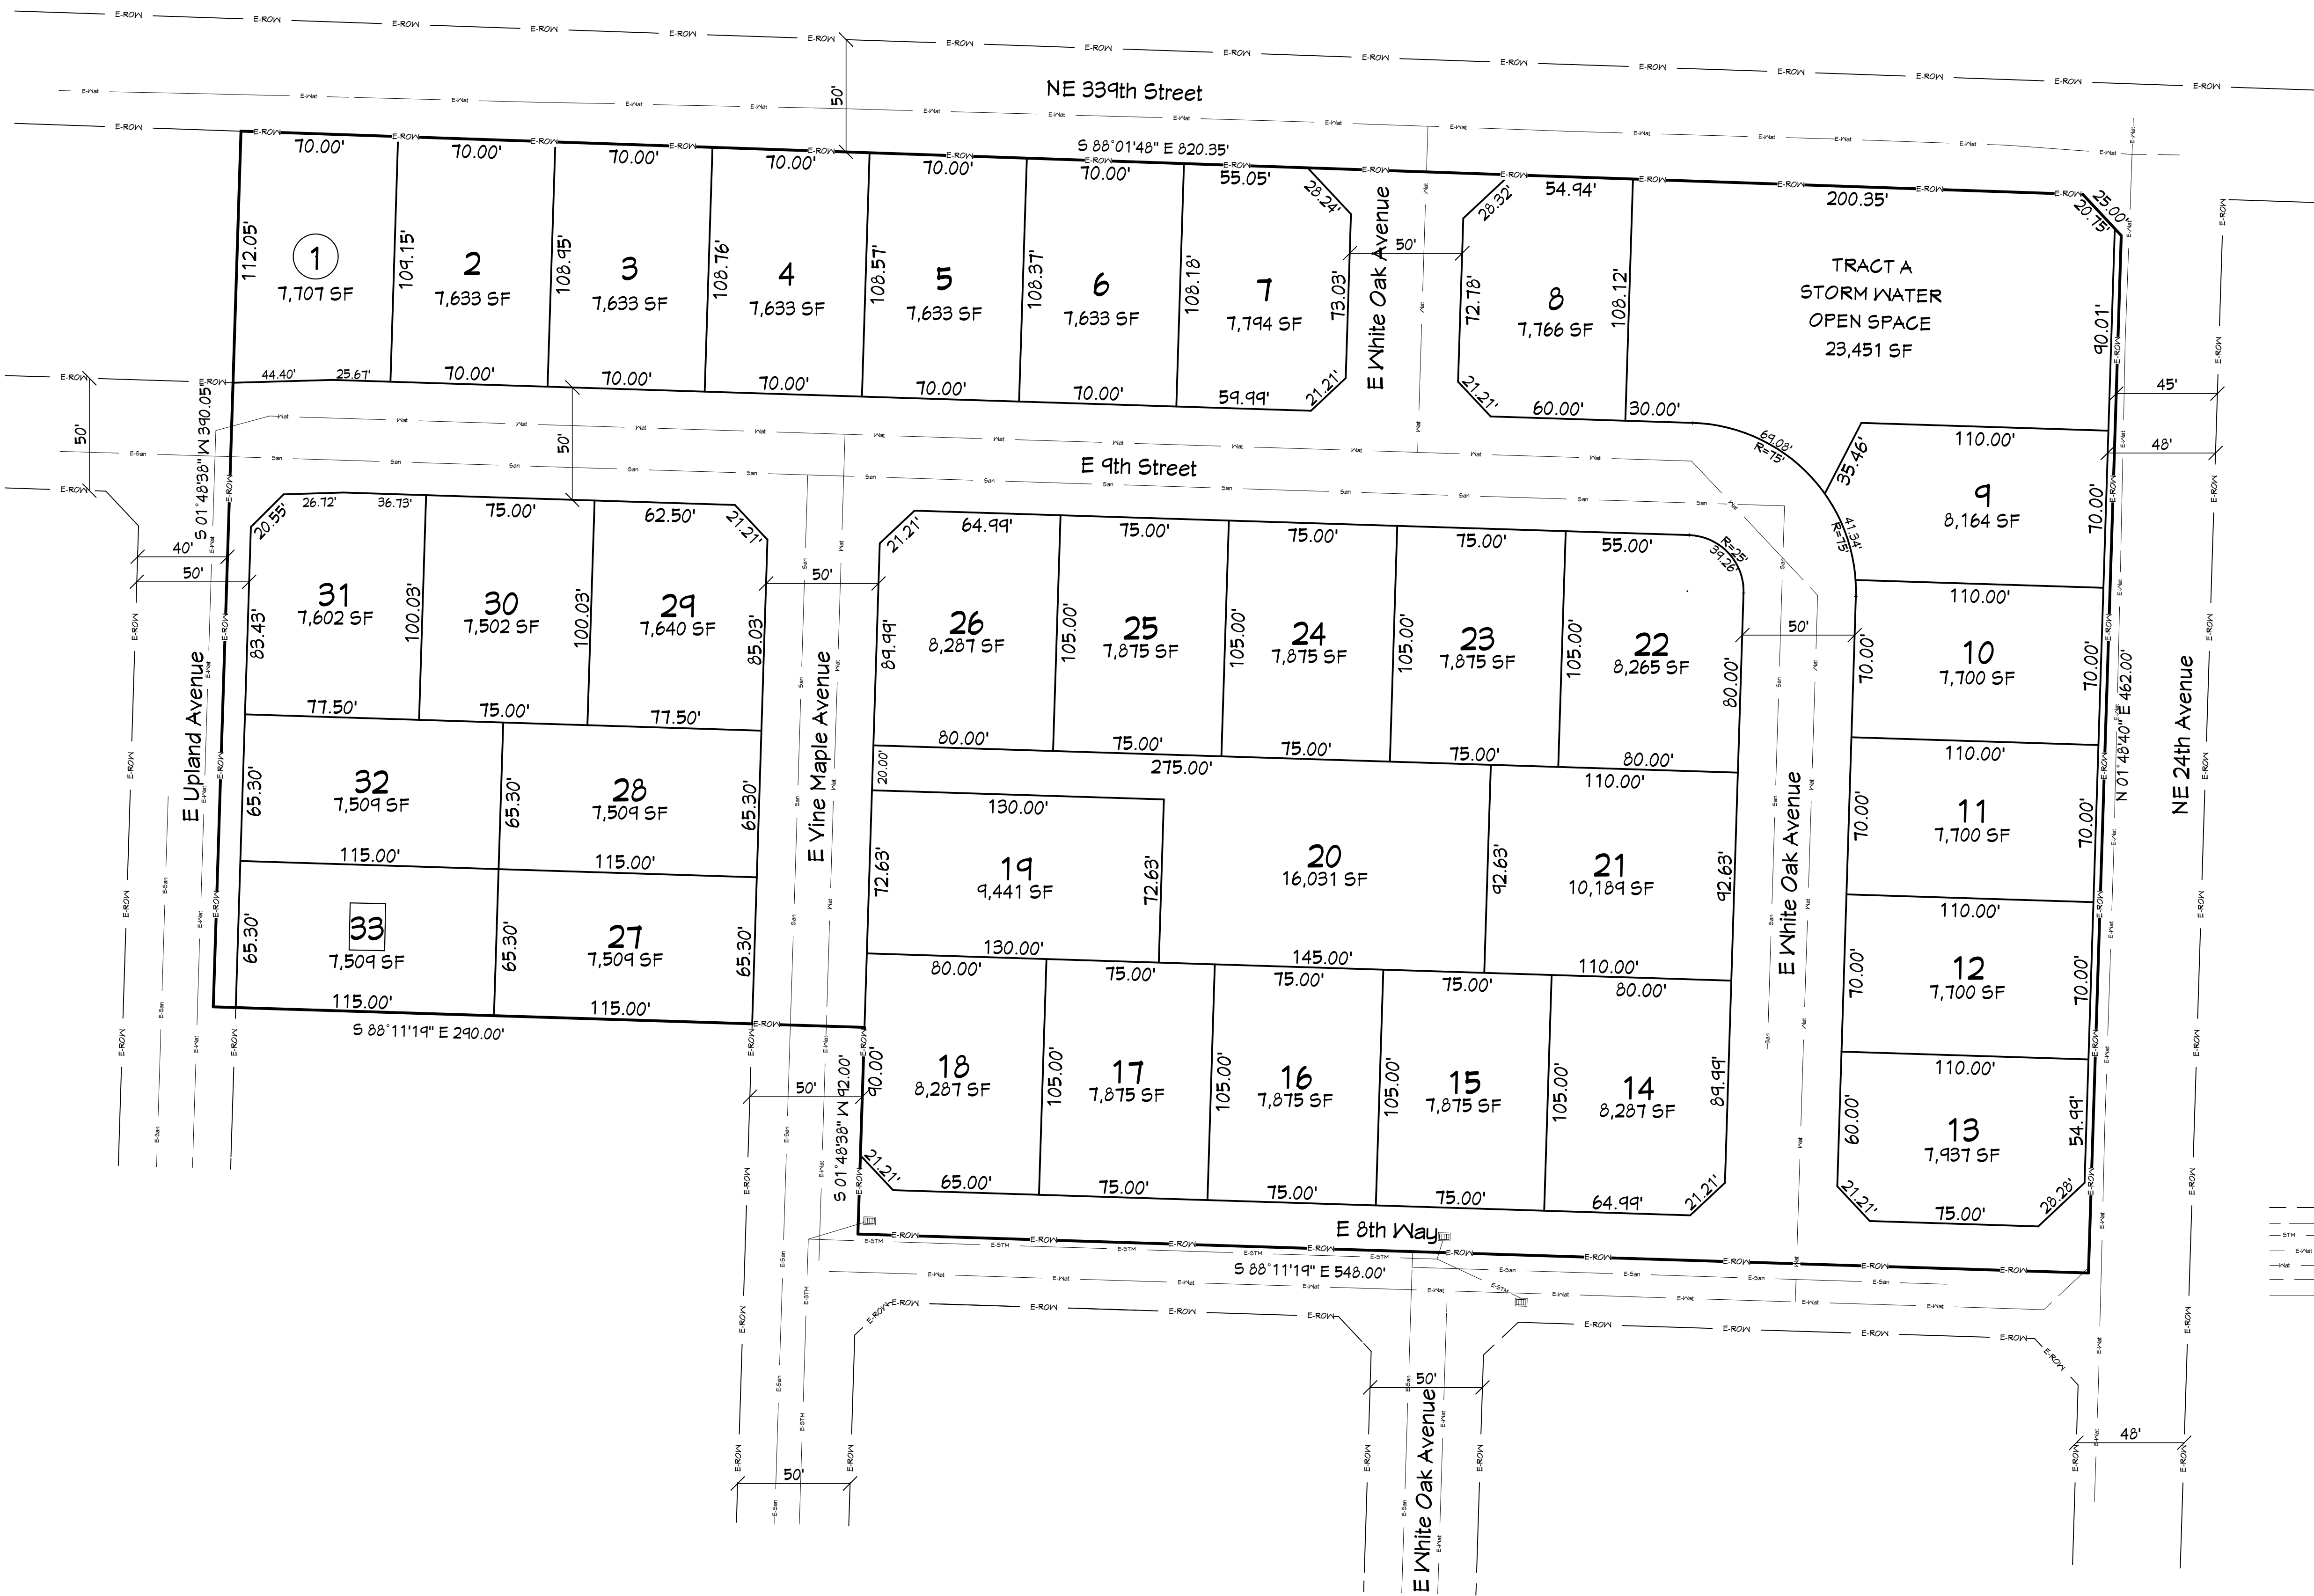 NE 339th Street
50'
S 88°01'48" E 820.35'
70.00'
70.00'
70.00'
70.00'
70.00'
70.00'
55.05'
28.24'
28.32'
54.94'
200.35'
25.00'
20.75'
112.05'
1
7,707 SF
109.15'
2
7,633 SF
108.95'
3
7,633 SF
108.76'
4
7,633 SF
108.57'
5
7,633 SF
108.37'
6
7,633 SF
108.18'
7
7,794 SF
73.03'
E White Oak Avenue
50'
72.78'
8
7,766 SF
108.12'
TRACT A
STORM WATER
OPEN SPACE
23,451 SF
90.01'
45'
48'
44.40'
25.67'
70.00'
70.00'
70.00'
70.00'
70.00'
59.99'
21.21'
21.21'
60.00'
30.00'
69.08'
R=75'
35.46'
110.00'
9
8,164 SF
70.00'
41.34'
R=75'
50'
50'
S 01°48'38" W 390.05'
E 9th Street
20.55'
26.72'
36.73'
75.00'
62.50'
21.21'
21.21'
64.99'
75.00'
75.00'
75.00'
55.00'
R=25'
39.26'
40'
50'
50'
50'
83.43'
31
7,602 SF
100.03'
30
7,502 SF
100.03'
29
7,640 SF
85.03'
89.99'
26
8,287 SF
105.00'
25
7,875 SF
105.00'
24
7,875 SF
105.00'
23
7,875 SF
105.00'
22
8,265 SF
80.00'
110.00'
70.00'
10
7,700 SF
70.00'
77.50'
75.00'
77.50'
80.00'
75.00'
75.00'
75.00'
80.00'
E Upland Avenue
E Vine Maple Avenue
E White Oak Avenue
N 01°48'40" E 462.00'
NE 24th Avenue
65.30'
32
7,509 SF
65.30'
28
7,509 SF
65.30'
20.00'
275.00'
110.00'
130.00'
72.63'
19
9,441 SF
72.63'
20
16,031 SF
92.63'
21
10,189 SF
92.63'
110.00'
70.00'
11
7,700 SF
70.00'
115.00'
115.00'
65.30'
33
7,509 SF
65.30'
27
7,509 SF
65.30'
130.00'
145.00'
110.00'
110.00'
70.00'
12
7,700 SF
70.00'
115.00'
115.00'
S 88°11'19" E 290.00'
80.00'
75.00'
75.00'
75.00'
80.00'
50'
S 01°48'38" W 92.00'
90.00'
18
8,287 SF
105.00'
17
7,875 SF
105.00'
16
7,875 SF
105.00'
15
7,875 SF
105.00'
14
8,287 SF
89.99'
110.00'
60.00'
13
7,937 SF
54.99'
21.21'
65.00'
75.00'
75.00'
75.00'
64.99'
21.21'
21.21'
75.00'
28.28'
E 8th Way
S 88°11'19" E 548.00'
50'
50'
E White Oak Avenue
48'
E-ROW
E-Wat
E-San
E-STM
Wat
San
STM